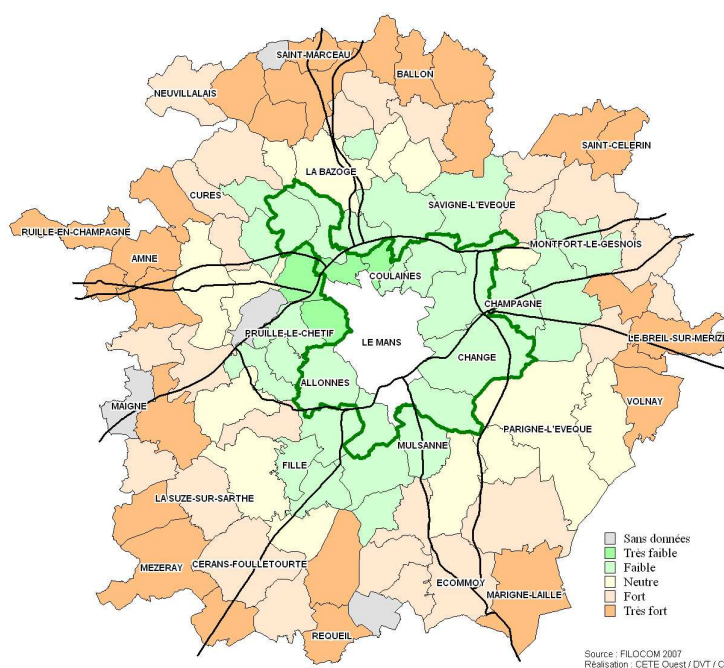 SAINT-MARCEAU
BALLON
NEUVILLALAIS
SAINT-CELERIN
LA BAZOGE
CURES
SAVIGNE-L'EVEQUE
RUILLE-EN-CHAMPAGNE
MONTFORT-LE-GESNOIS
AMNE
COULAINES
CHAMPAGNE
PRUILLE-LE-CHETIF
LE MANS
LE-BREIL-SUR-MERIZE
CHANGE
ALLONNES
VOLNAY
MAIGNE
PARIGNE-L'EVEQUE
MULSANNE
FILLE
LA SUZE-SUR-SARTHE
MEZERAY
CERANS-FOULLETOURTE
ECOMMOY
MARIGNE-LAILLE
REQUEIL
Sans données
Très faible
Faible
Neutre
Fort
Très fort
Source : FILOCOM 2007
Réalisation : CETE Ouest / DVT / C